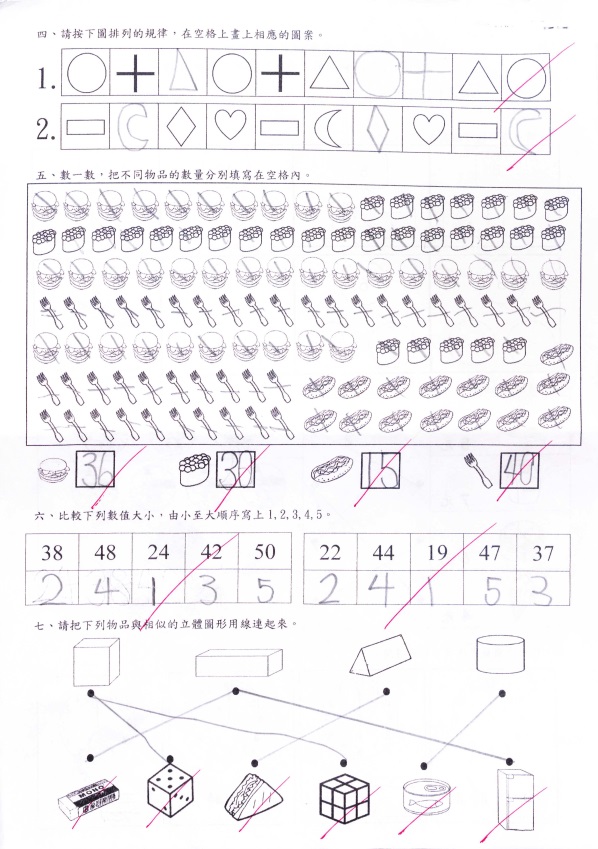 四、請按下圖排列的規律，在空格上畫上相應的圖案。
1.
2.
五、數一數，把不同物品的數量分別填寫在空格內。
36 30 15 40
六、比較下列數值大小，由小至大順序寫上1,2,3,4,5。
38 48 24 42 50 22 44 19 47 37
2 4 1 3 5 2 4 1 5 3
七、請把下列物品與相似的立體圖形用線連起來。
MONO